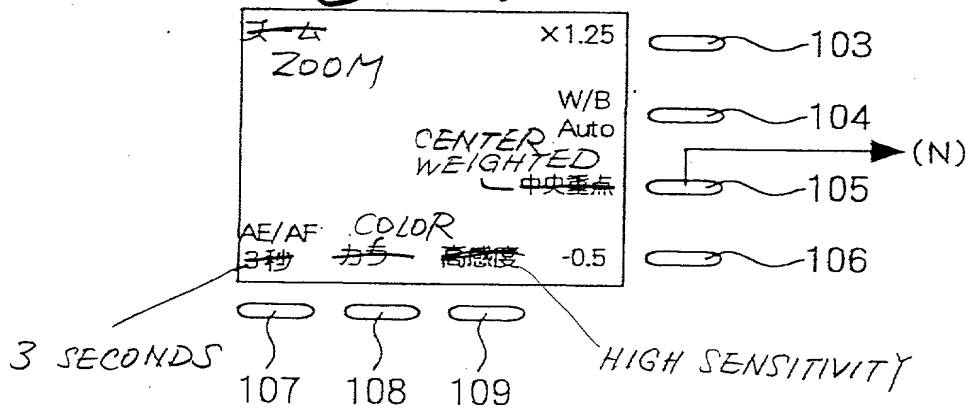 ズーム ×1.25 103
ZOOM
W/B 104
Auto
CENTER
WEIGHTED (N)
中央重点 105
AE/AF COLOR
3秒 カラー 高感度 -0.5 106
3 SECONDS HIGH SENSITIVITY
107 108 109